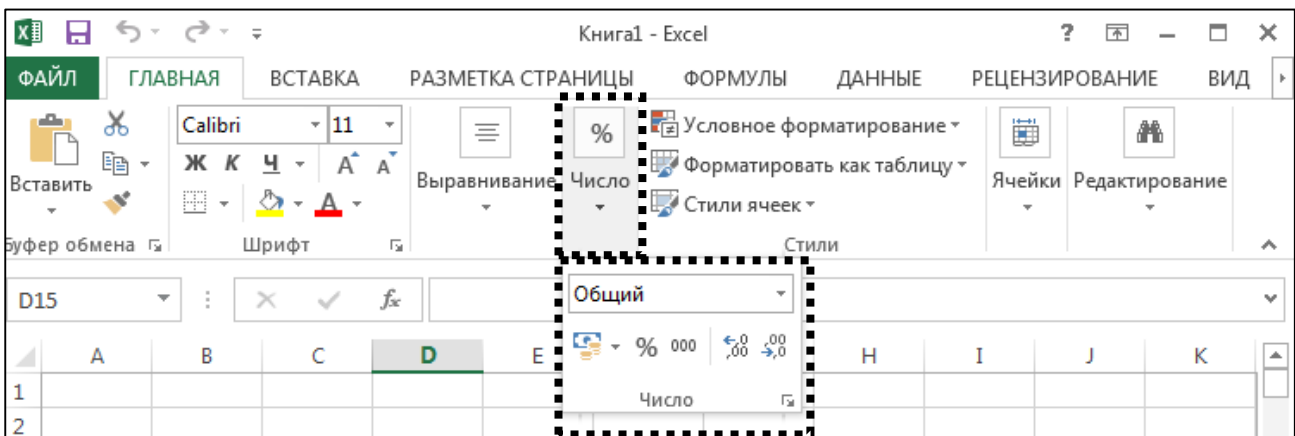 Книга1 - Excel
ФАЙЛ ГЛАВНАЯ ВСТАВКА РАЗМЕТКА СТРАНИЦЫ ФОРМУЛЫ ДАННЫЕ РЕЦЕНЗИРОВАНИЕ ВИД
Вставить
Буфер обмена
Calibri 11
Ж К Ч А А
А
Шрифт
Выравнивание
%
Число
Условное форматирование
Форматировать как таблицу
Стили ячеек
Стили
Ячейки
Редактирование
D15 fx
Общий
% 000 ,00 ,0
Число
A B C D E H I J K
1
2